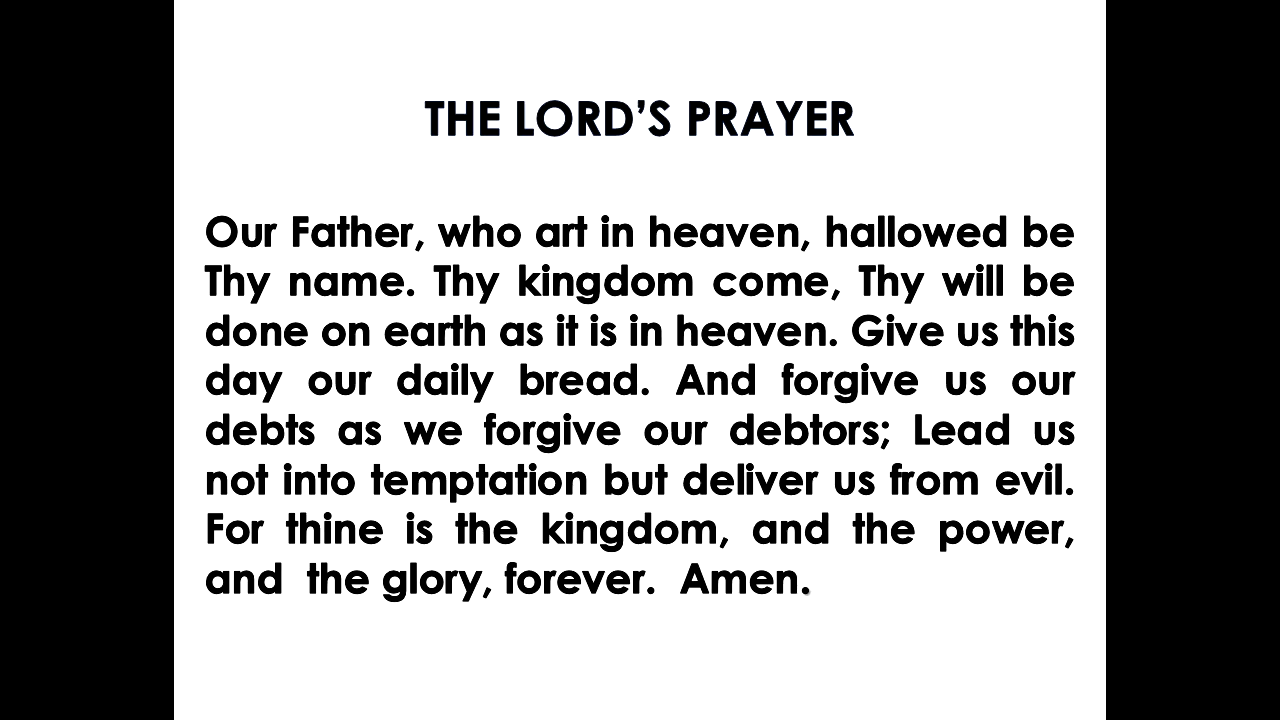 THE LORD’S PRAYER
Our Father, who art in heaven, hallowed be
Thy name. Thy kingdom come, Thy will be
done on earth as it is in heaven. Give us this
day our daily bread. And forgive us our
debts as we forgive our debtors; Lead us
not into temptation but deliver us from evil.
For thine is the kingdom, and the power,
and the glory, forever. Amen.